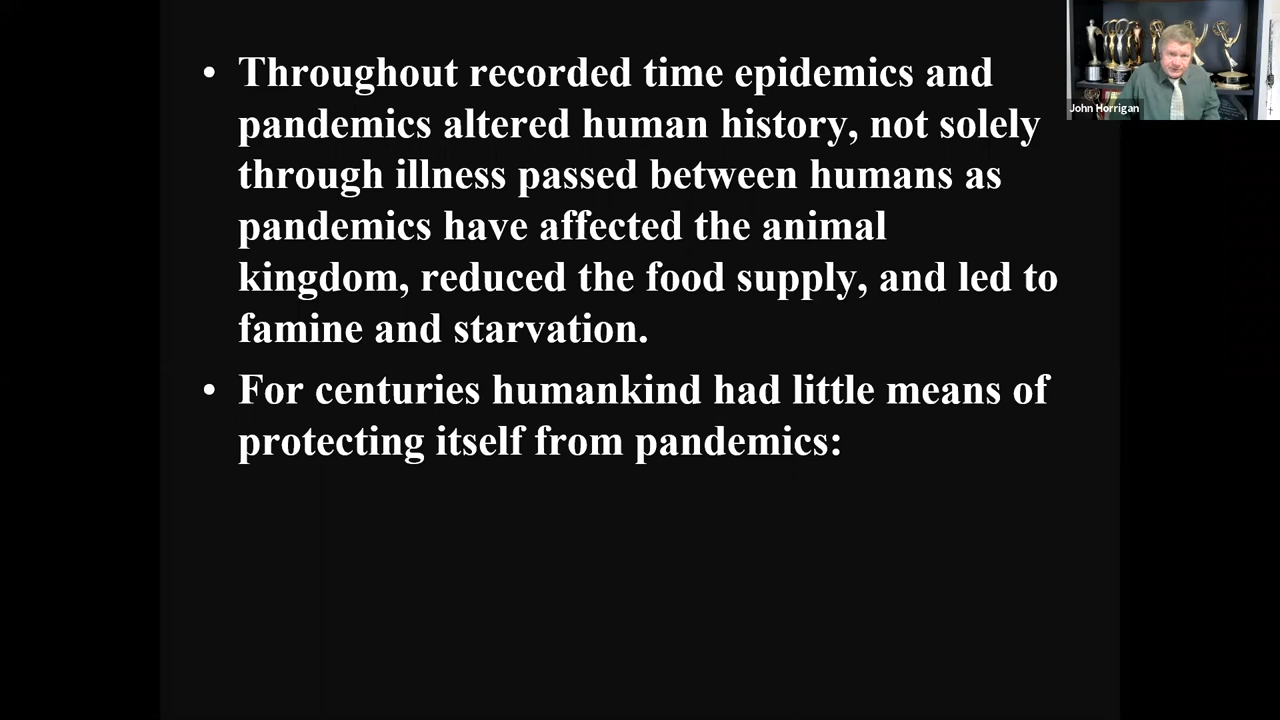 • Throughout recorded time epidemics and
pandemics altered human history, not solely
through illness passed between humans as
pandemics have affected the animal
kingdom, reduced the food supply, and led to
famine and starvation.
• For centuries humankind had little means of
protecting itself from pandemics:
John Horrigan